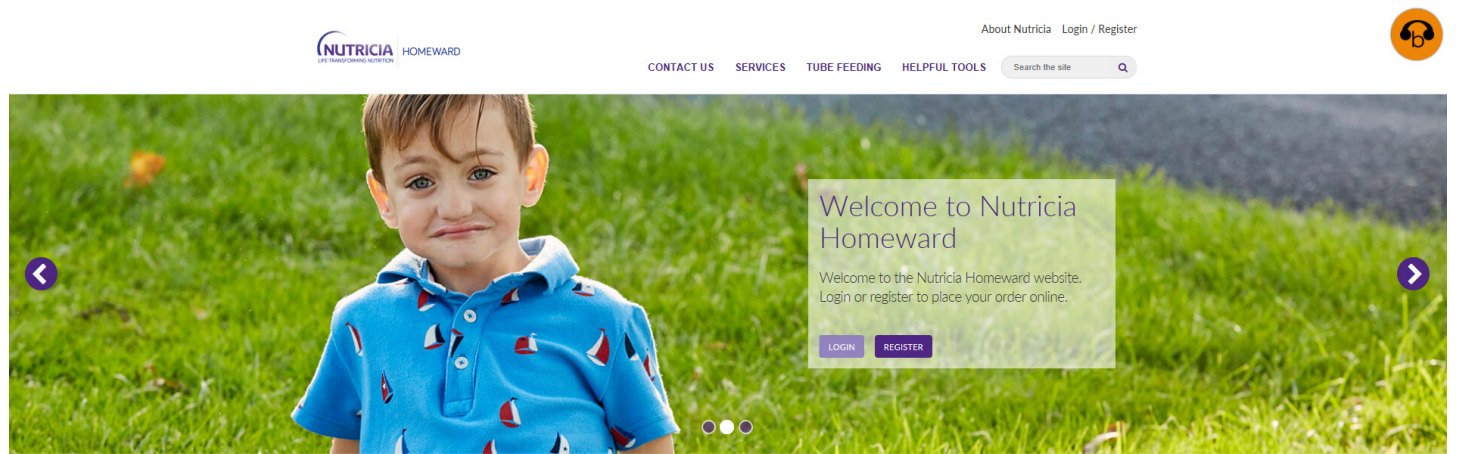 About Nutricia Login / Register
NUTRICIA HOMEWARD
LIFE-TRANSFORMING NUTRITION
CONTACT US SERVICES TUBE FEEDING HELPFUL TOOLS Search the site
b
Welcome to Nutricia
Homeward
Welcome to the Nutricia Homeward website.
Login or register to place your order online.
LOGIN REGISTER